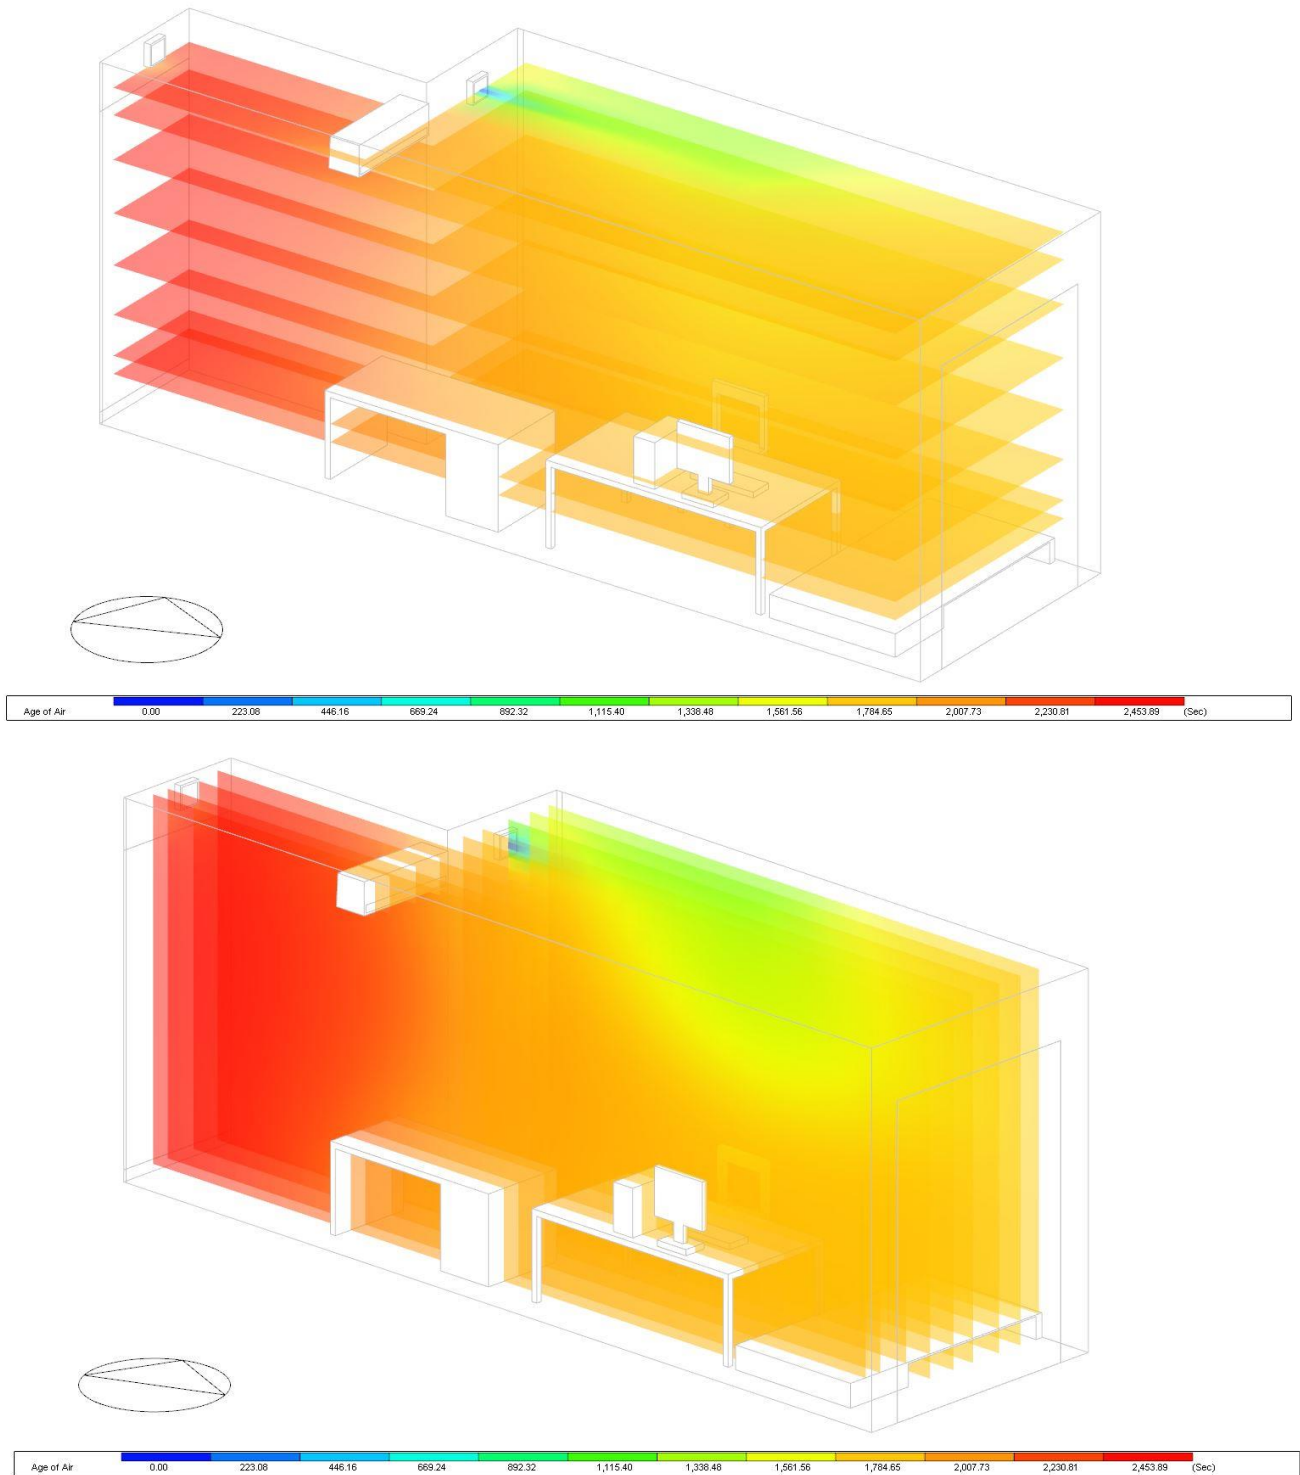 Age of Air 0.00 223.08 446.16 669.24 892.32 1,115.40 1,338.48 1,561.56 1,784.65 2,007.73 2,230.81 2,453.89 (Sec)
Age of Air 0.00 223.08 446.16 669.24 892.32 1,115.40 1,338.48 1,561.56 1,784.65 2,007.73 2,230.81 2,453.89 (Sec)